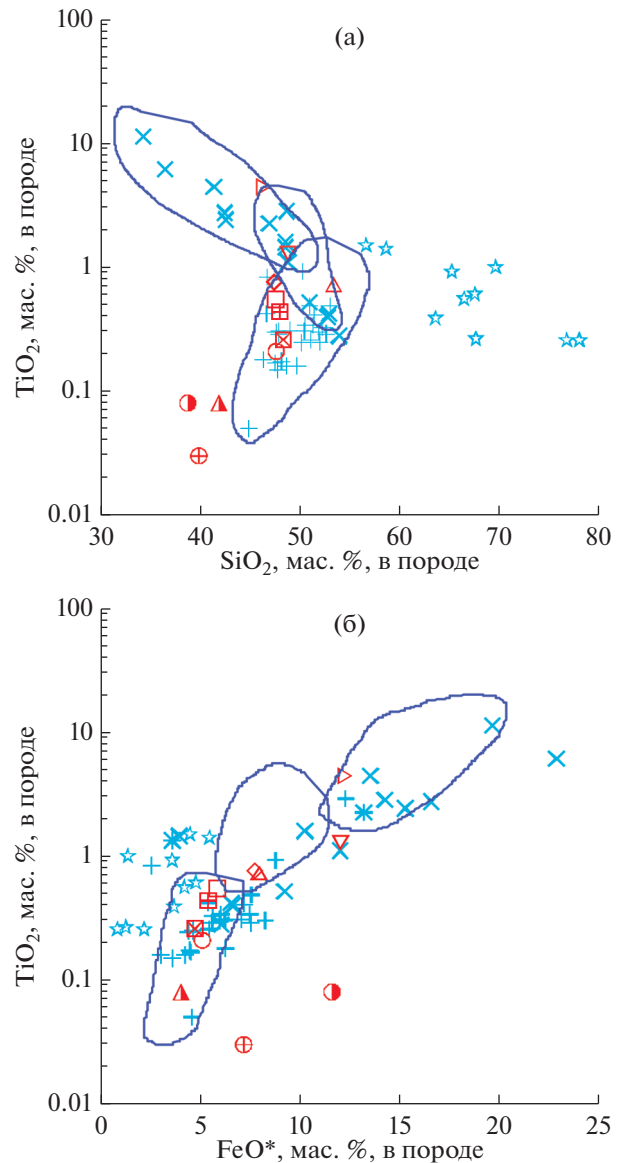 (а)
100
10
1
0.1
0.01
TiO₂, мас. %, в породе
30 40 50 60 70 80
SiO₂, мас. %, в породе
(б)
100
10
1
0.1
0.01
TiO₂, мас. %, в породе
0 5 10 15 20 25
FeO*, мас. %, в породе